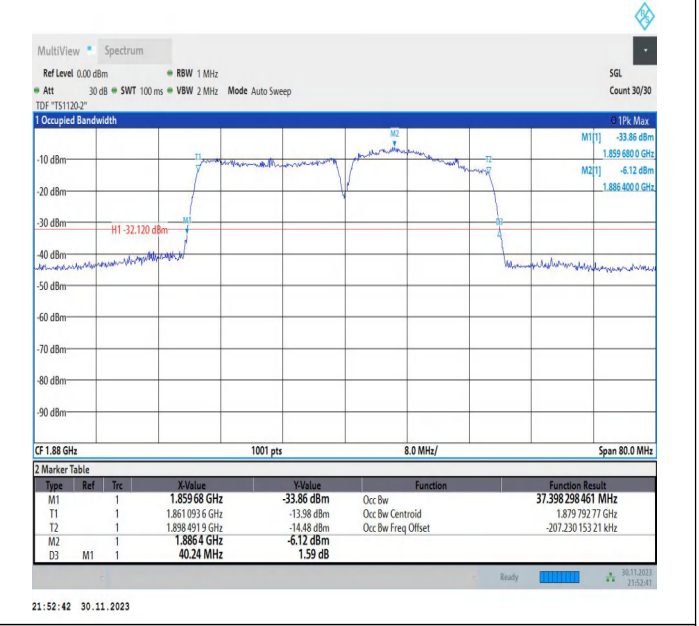 R S
MultiView Spectrum
Ref Level 0.00 dBm RBW 1 MHz SGL
Att 30 dB SWT 100 ms VBW 2 MHz Mode Auto Sweep Count 30/30
TDF "TS1120-2"
1 Occupied Bandwidth 1Pk Max
M1[1] -33.86 dBm
1.859 680 0 GHz
M2[1] -6.12 dBm
1.886 400 0 GHz
M2
T1
T2
-10 dBm
-20 dBm
-30 dBm
M1
D3
H1 -32.120 dBm
-40 dBm
-50 dBm
-60 dBm
-70 dBm
-80 dBm
-90 dBm
CF 1.88 GHz 1001 pts 8.0 MHz/ Span 80.0 MHz
2 Marker Table
Type Ref Trc X-Value Y-Value Function Function Result
M1 1 1.859 68 GHz -33.86 dBm Occ Bw 37.398 298 461 MHz
T1 1 1.861 093 6 GHz -13.98 dBm Occ Bw Centroid 1.879 792 77 GHz
T2 1 1.898 491 9 GHz -14.48 dBm Occ Bw Freq Offset -207.230 153 21 kHz
M2 1 1.886 4 GHz -6.12 dBm
D3 M1 1 40.24 MHz 1.59 dB
Ready 30.11.2023
21:52:41
21:52:42 30.11.2023